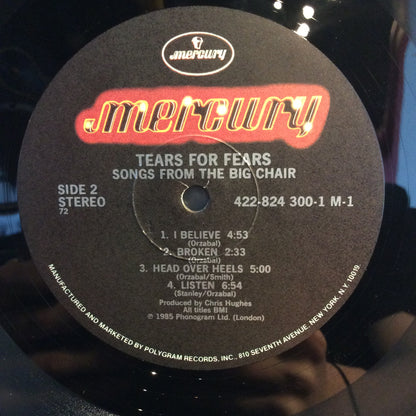 mercury
mercury
TEARS FOR FEARS
SONGS FROM THE BIG CHAIR
SIDE 2
STEREO
72
422-824 300-1 M-1
1. I BELIEVE 4:53
(Orzabal)
2. BROKEN 2:33
(Orzabal)
3. HEAD OVER HEELS 5:00
(Orzabal/Smith)
4. LISTEN 6:54
(Stanley/Orzabal)
Produced by Chris Hughes
All titles BMI
℗ 1985 Phonogram Ltd. (London)
MANUFACTURED AND MARKETED BY POLYGRAM RECORDS, INC., 810 SEVENTH AVENUE, NEW YORK, N.Y. 10019.